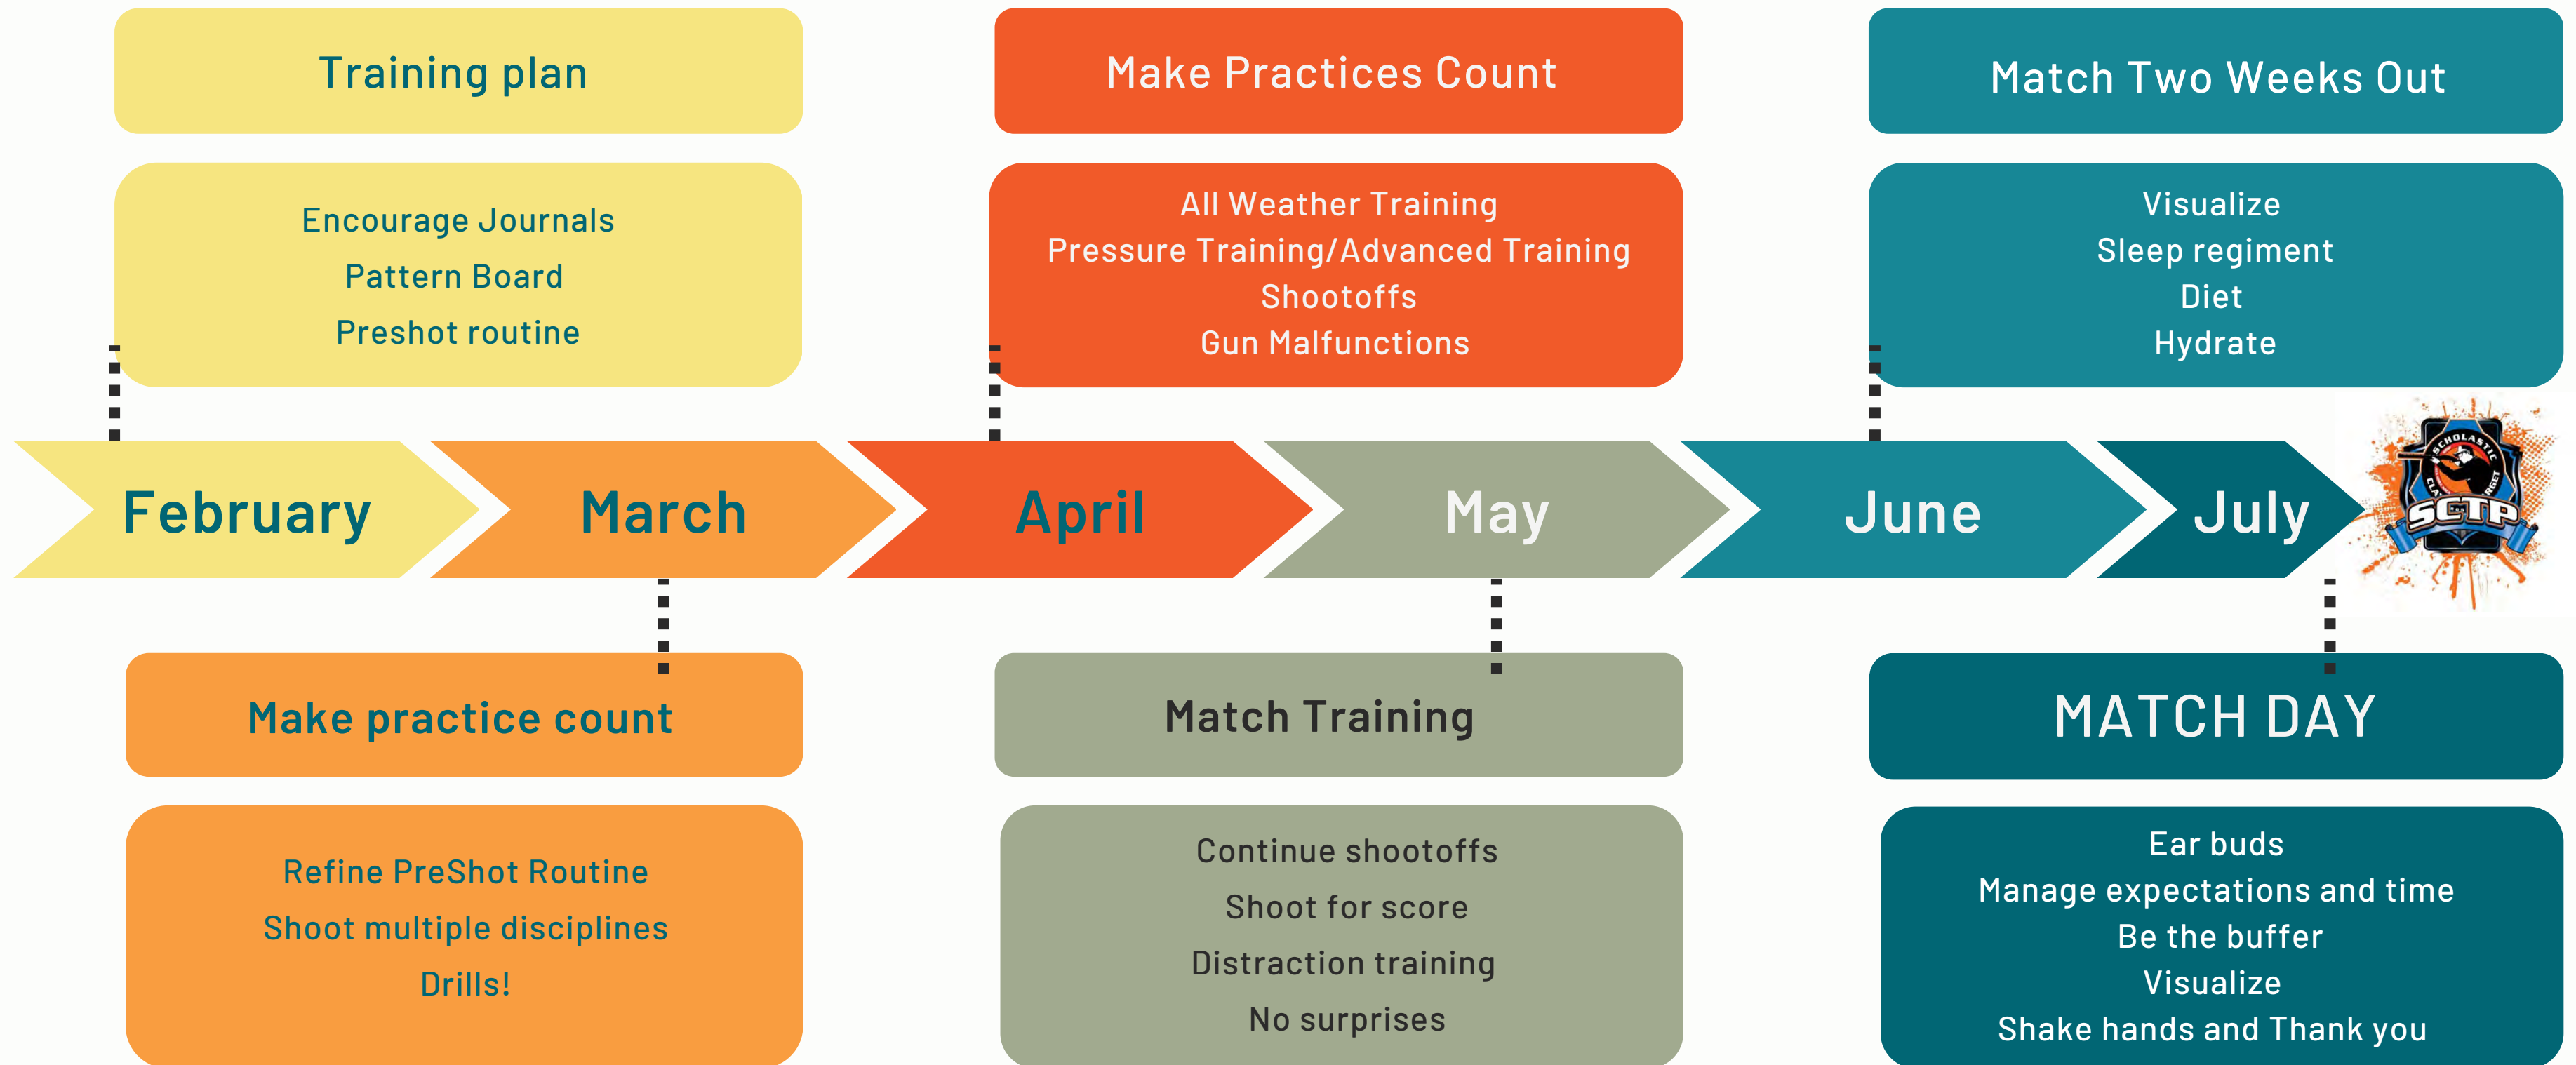 Training plan
Encourage Journals
Pattern Board
Preshot routine
Make Practices Count
All Weather Training
Pressure Training/Advanced Training
Shootoffs
Gun Malfunctions
Match Two Weeks Out
Visualize
Sleep regiment
Diet
Hydrate
February
March
April
May
June
July
SCHOLASTIC
SCTP
Make practice count
Refine PreShot Routine
Shoot multiple disciplines
Drills!
Match Training
Continue shootoffs
Shoot for score
Distraction training
No surprises
MATCH DAY
Ear buds
Manage expectations and time
Be the buffer
Visualize
Shake hands and Thank you